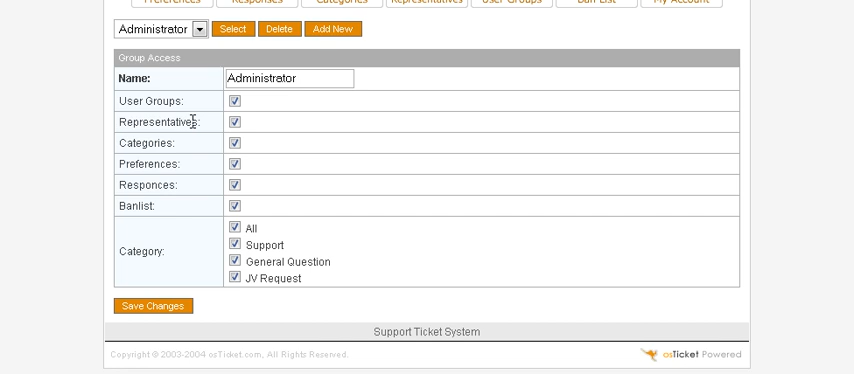 Preferences Responses Categories Representatives User Groups Ban List My Account
Administrator Select Delete Add New
Group Access
Name: Administrator
User Groups:
Representatives:
Categories:
Preferences:
Responces:
Banlist:
Category:
All
Support
General Question
JV Request
Save Changes
Support Ticket System
Copyright © 2003-2004 osTicket.com, All Rights Reserved.
osTicket Powered